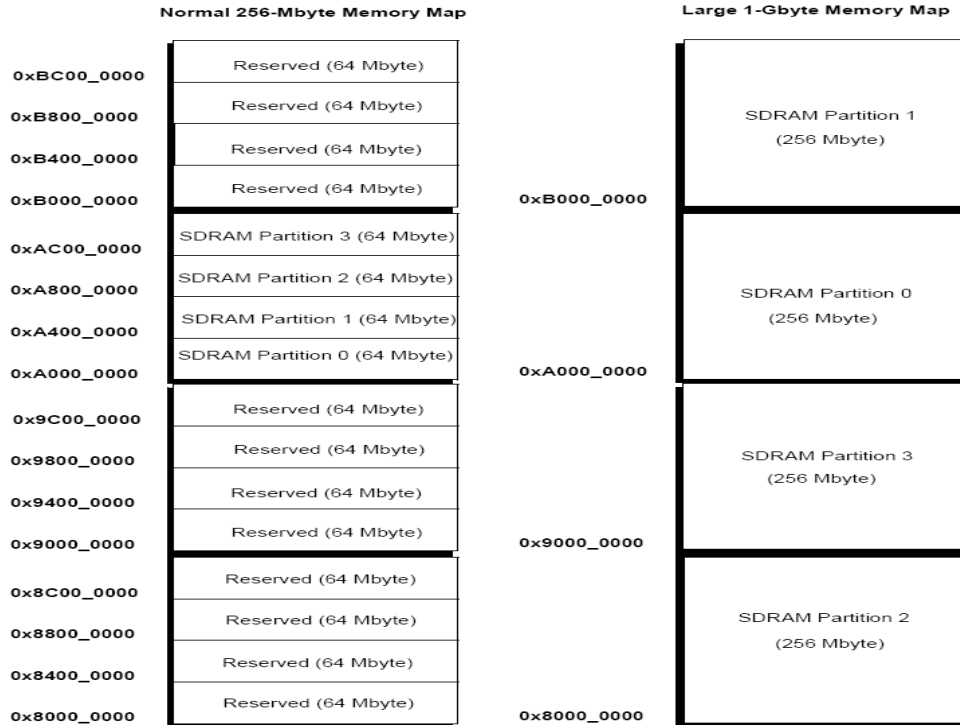 Normal 256-Mbyte Memory Map
Large 1-Gbyte Memory Map
Reserved (64 Mbyte)
0xBC00_0000
Reserved (64 Mbyte)
0xB800_0000
Reserved (64 Mbyte)
0xB400_0000
Reserved (64 Mbyte)
0xB000_0000
SDRAM Partition 3 (64 Mbyte)
0xAC00_0000
SDRAM Partition 2 (64 Mbyte)
0xA800_0000
SDRAM Partition 1 (64 Mbyte)
0xA400_0000
SDRAM Partition 0 (64 Mbyte)
0xA000_0000
Reserved (64 Mbyte)
0x9C00_0000
Reserved (64 Mbyte)
0x9800_0000
Reserved (64 Mbyte)
0x9400_0000
Reserved (64 Mbyte)
0x9000_0000
Reserved (64 Mbyte)
0x8C00_0000
Reserved (64 Mbyte)
0x8800_0000
Reserved (64 Mbyte)
0x8400_0000
Reserved (64 Mbyte)
0x8000_0000
SDRAM Partition 1
(256 Mbyte)
0xB000_0000
SDRAM Partition 0
(256 Mbyte)
0xA000_0000
SDRAM Partition 3
(256 Mbyte)
0x9000_0000
SDRAM Partition 2
(256 Mbyte)
0x8000_0000